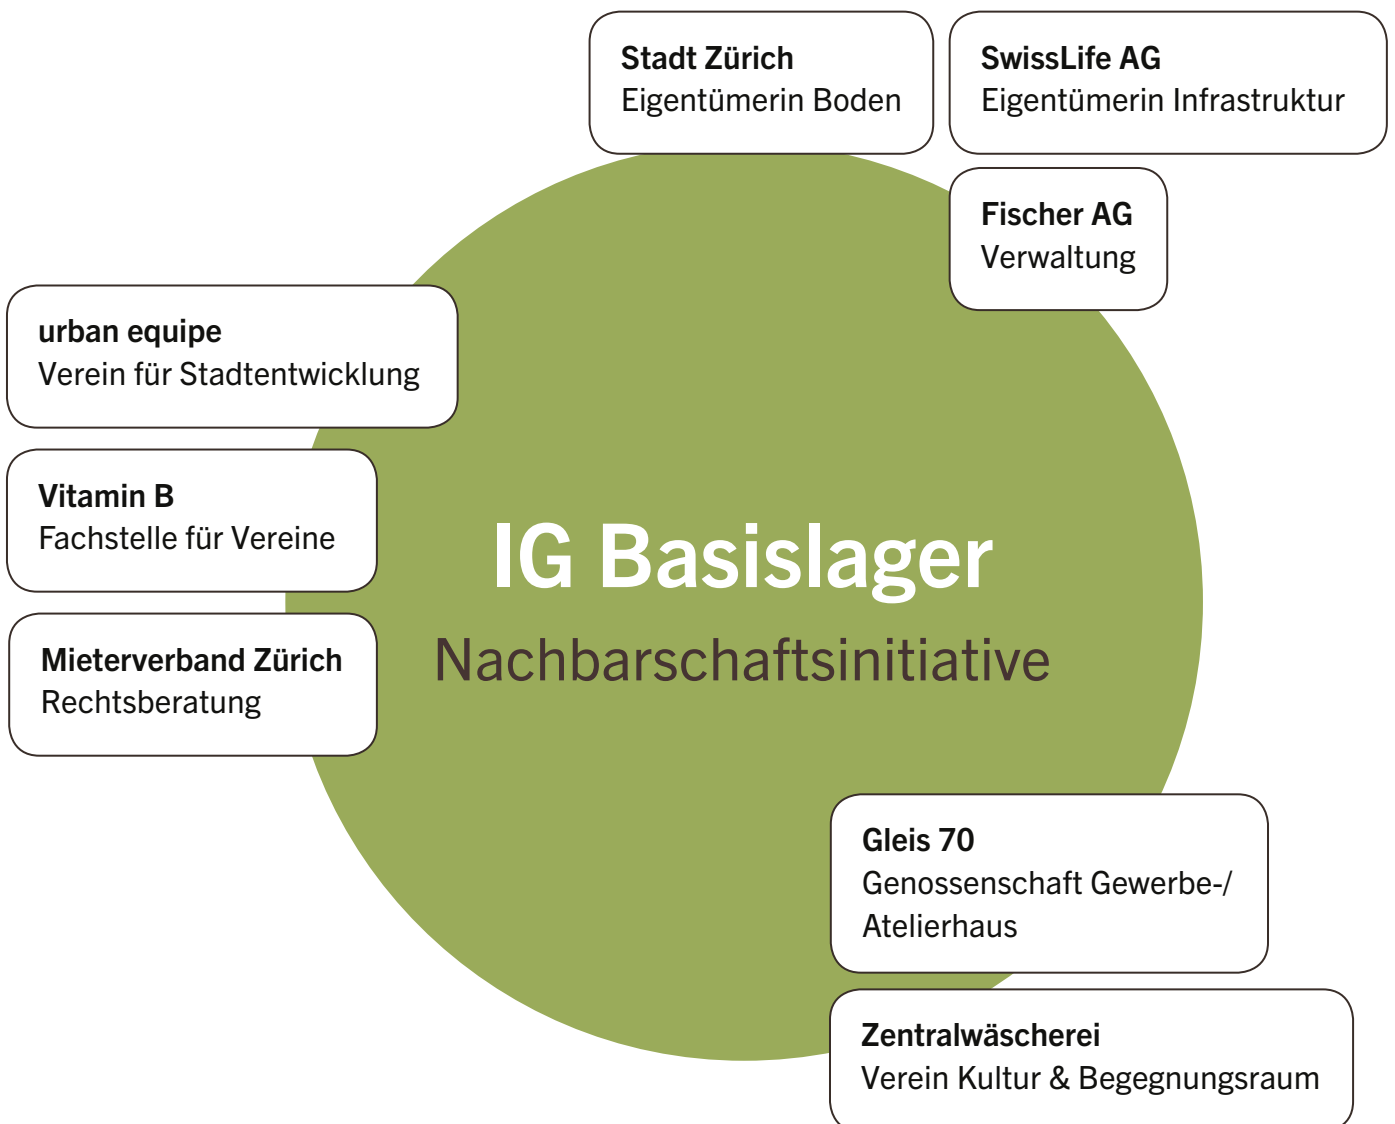 Stadt Zürich
Eigentümerin Boden
SwissLife AG
Eigentümerin Infrastruktur
Fischer AG
Verwaltung
urban equipe
Verein für Stadtentwicklung
Vitamin B
Fachstelle für Vereine
Mieterverband Zürich
Rechtsberatung
IG Basislager
Nachbarschaftsinitiative
Gleis 70
Genossenschaft Gewerbe-/
Atelierhaus
Zentralwäscherei
Verein Kultur & Begegnungsraum